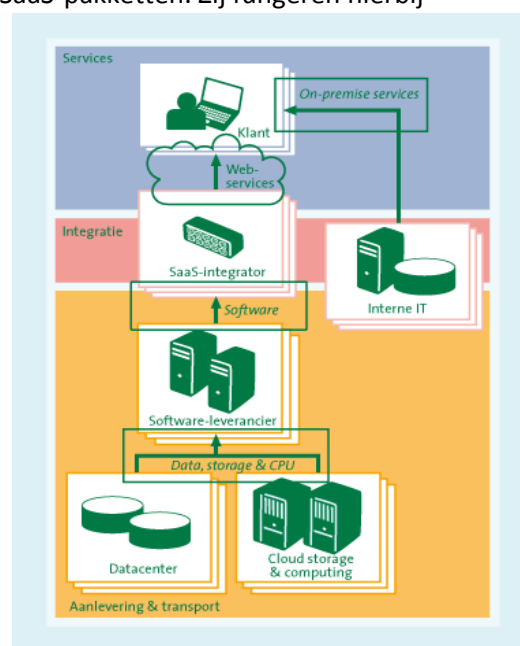 SaaS-pakketten. Zij fungeren hierbij
Services
On-premise services
Klant
Web-
services
Integratie
SaaS-integrator
Interne IT
Software
Software-leverancier
Data, storage & CPU
Datacenter
Cloud storage
& computing
Aanlevering & transport